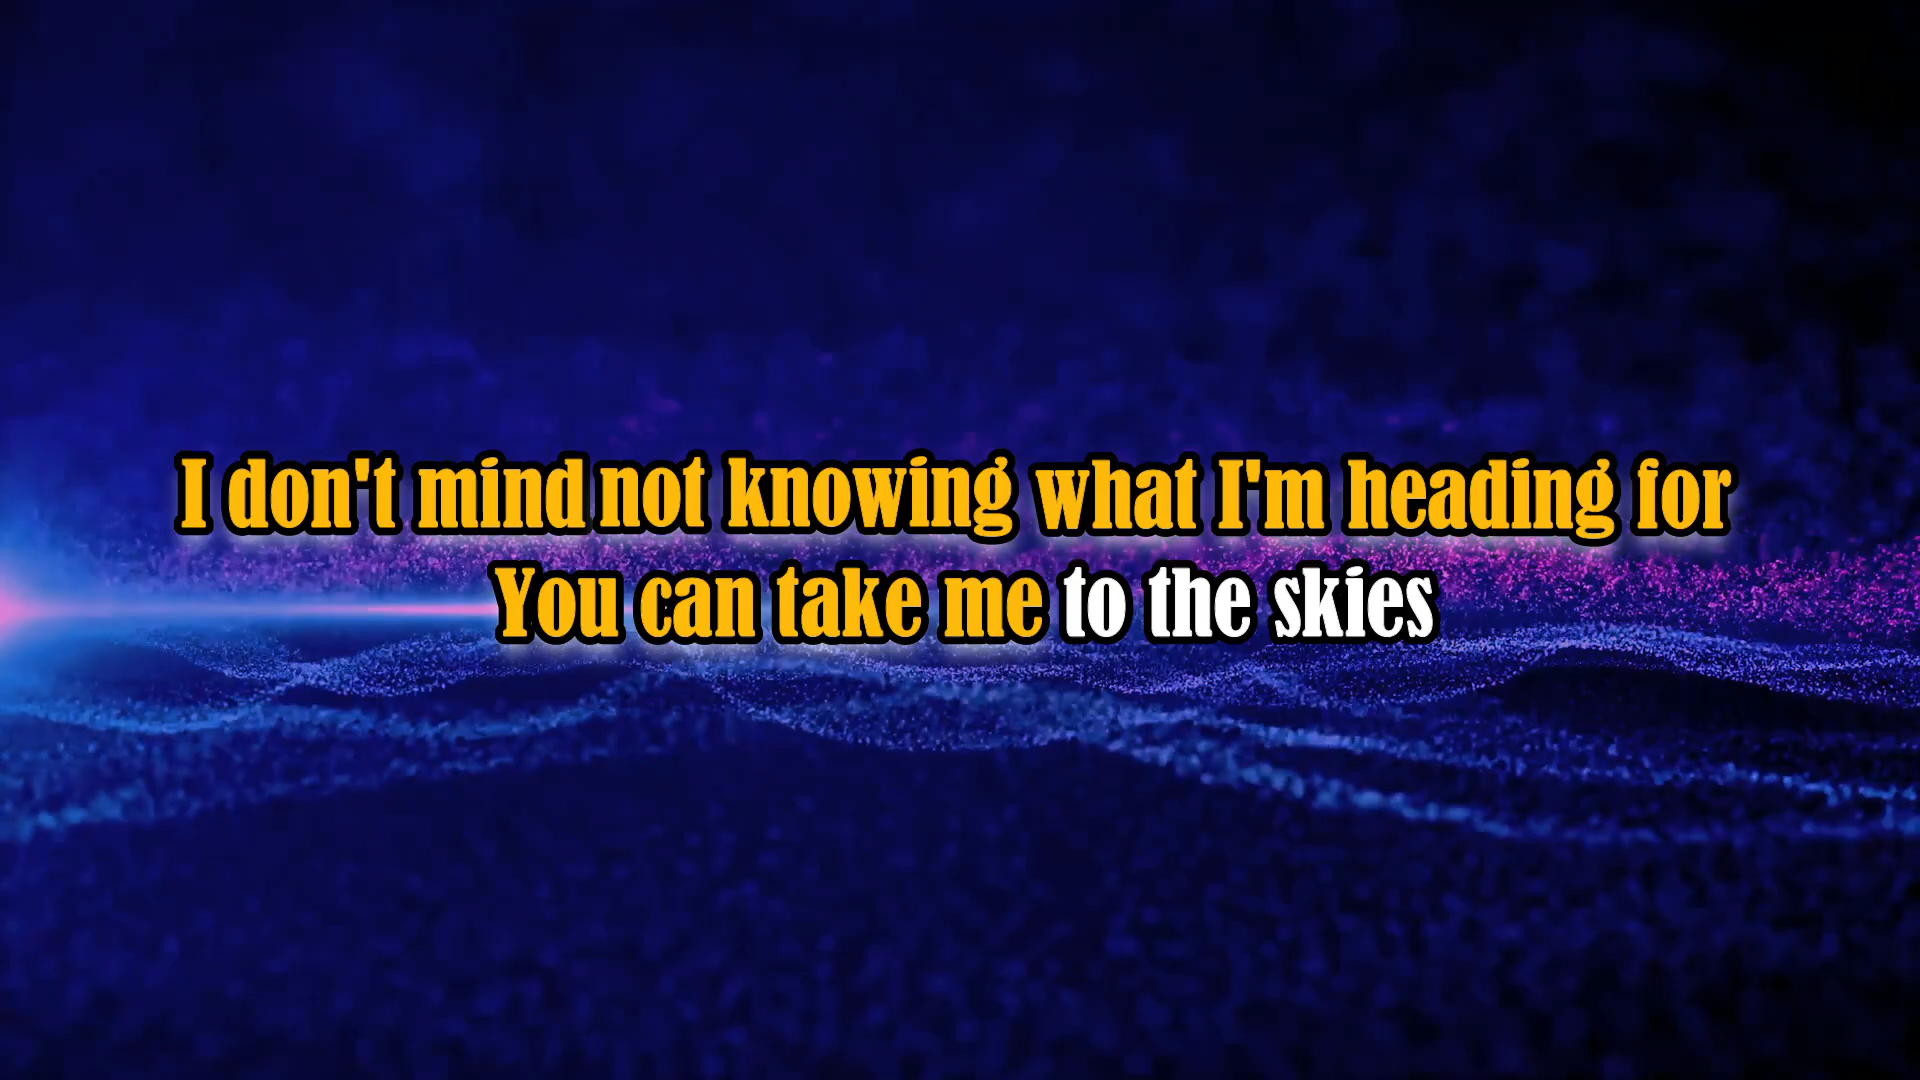 I don't mind not knowing what I'm heading for
You can take me to the skies